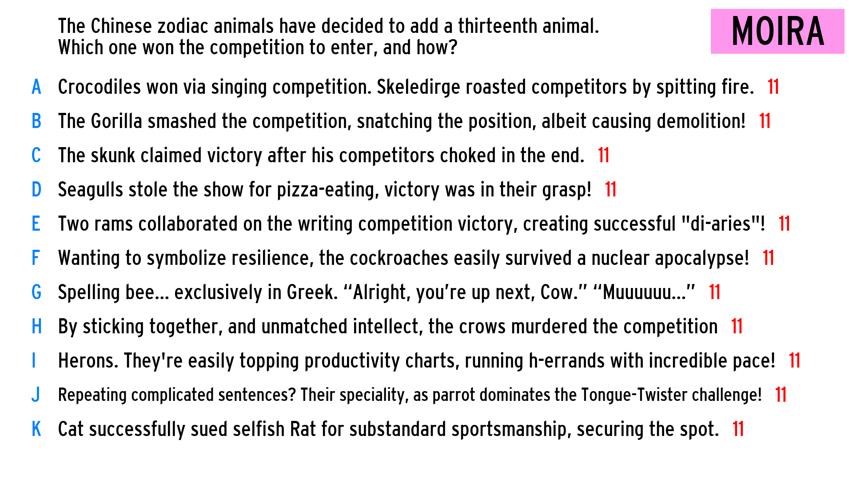 The Chinese zodiac animals have decided to add a thirteenth animal.
Which one won the competition to enter, and how?
MOIRA
A Crocodiles won via singing competition. Skeledirge roasted competitors by spitting fire. 11
B The Gorilla smashed the competition, snatching the position, albeit causing demolition! 11
C The skunk claimed victory after his competitors choked in the end. 11
D Seagulls stole the show for pizza-eating, victory was in their grasp! 11
E Two rams collaborated on the writing competition victory, creating successful "di-aries"! 11
F Wanting to symbolize resilience, the cockroaches easily survived a nuclear apocalypse! 11
G Spelling bee... exclusively in Greek. “Alright, you’re up next, Cow.” “Muuuuuu...” 11
H By sticking together, and unmatched intellect, the crows murdered the competition 11
I Herons. They're easily topping productivity charts, running h-errands with incredible pace! 11
J Repeating complicated sentences? Their speciality, as parrot dominates the Tongue-Twister challenge! 11
K Cat successfully sued selfish Rat for substandard sportsmanship, securing the spot. 11